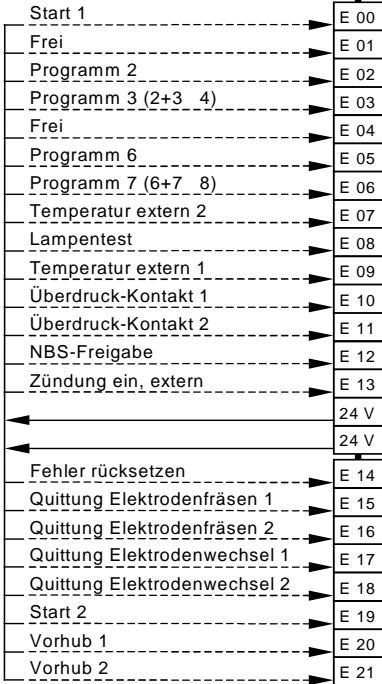 Start 1 E 00
Frei E 01
Programm 2 E 02
Programm 3 (2+3 4) E 03
Frei E 04
Programm 6 E 05
Programm 7 (6+7 8) E 06
Temperatur extern 2 E 07
Lampentest E 08
Temperatur extern 1 E 09
Überdruck-Kontakt 1 E 10
Überdruck-Kontakt 2 E 11
NBS-Freigabe E 12
Zündung ein, extern E 13
24 V
24 V
Fehler rücksetzen E 14
Quittung Elektrodenfräsen 1 E 15
Quittung Elektrodenfräsen 2 E 16
Quittung Elektrodenwechsel 1 E 17
Quittung Elektrodenwechsel 2 E 18
Start 2 E 19
Vorhub 1 E 20
Vorhub 2 E 21